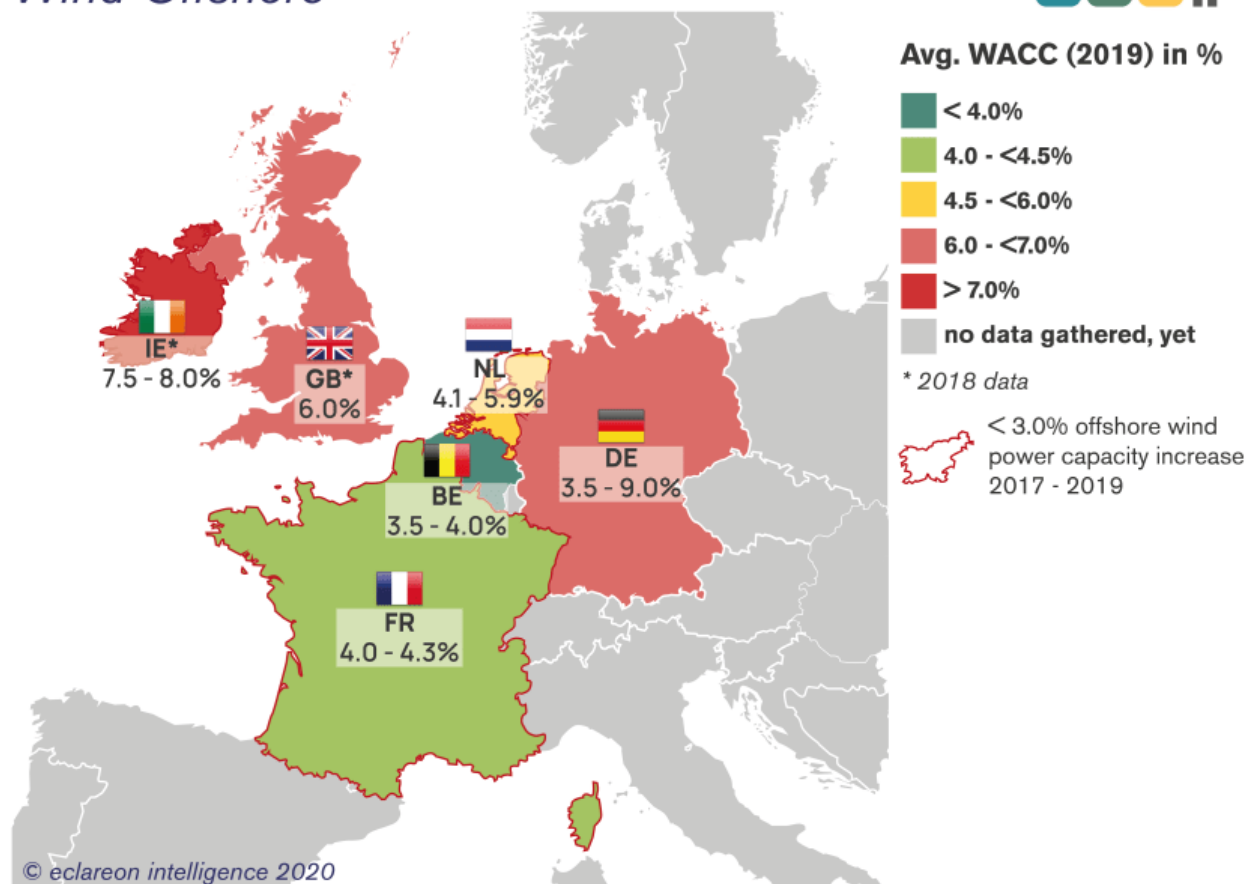 Wind Offshore
Avg. WACC (2019) in %
< 4.0%
4.0 - <4.5%
4.5 - <6.0%
6.0 - <7.0%
> 7.0%
no data gathered, yet
* 2018 data
< 3.0% offshore wind
power capacity increase
2017 - 2019
IE*
7.5 - 8.0%
GB*
6.0%
NL
4.1 - 5.9%
DE
3.5 - 9.0%
BE
3.5 - 4.0%
FR
4.0 - 4.3%
© eclareon intelligence 2020